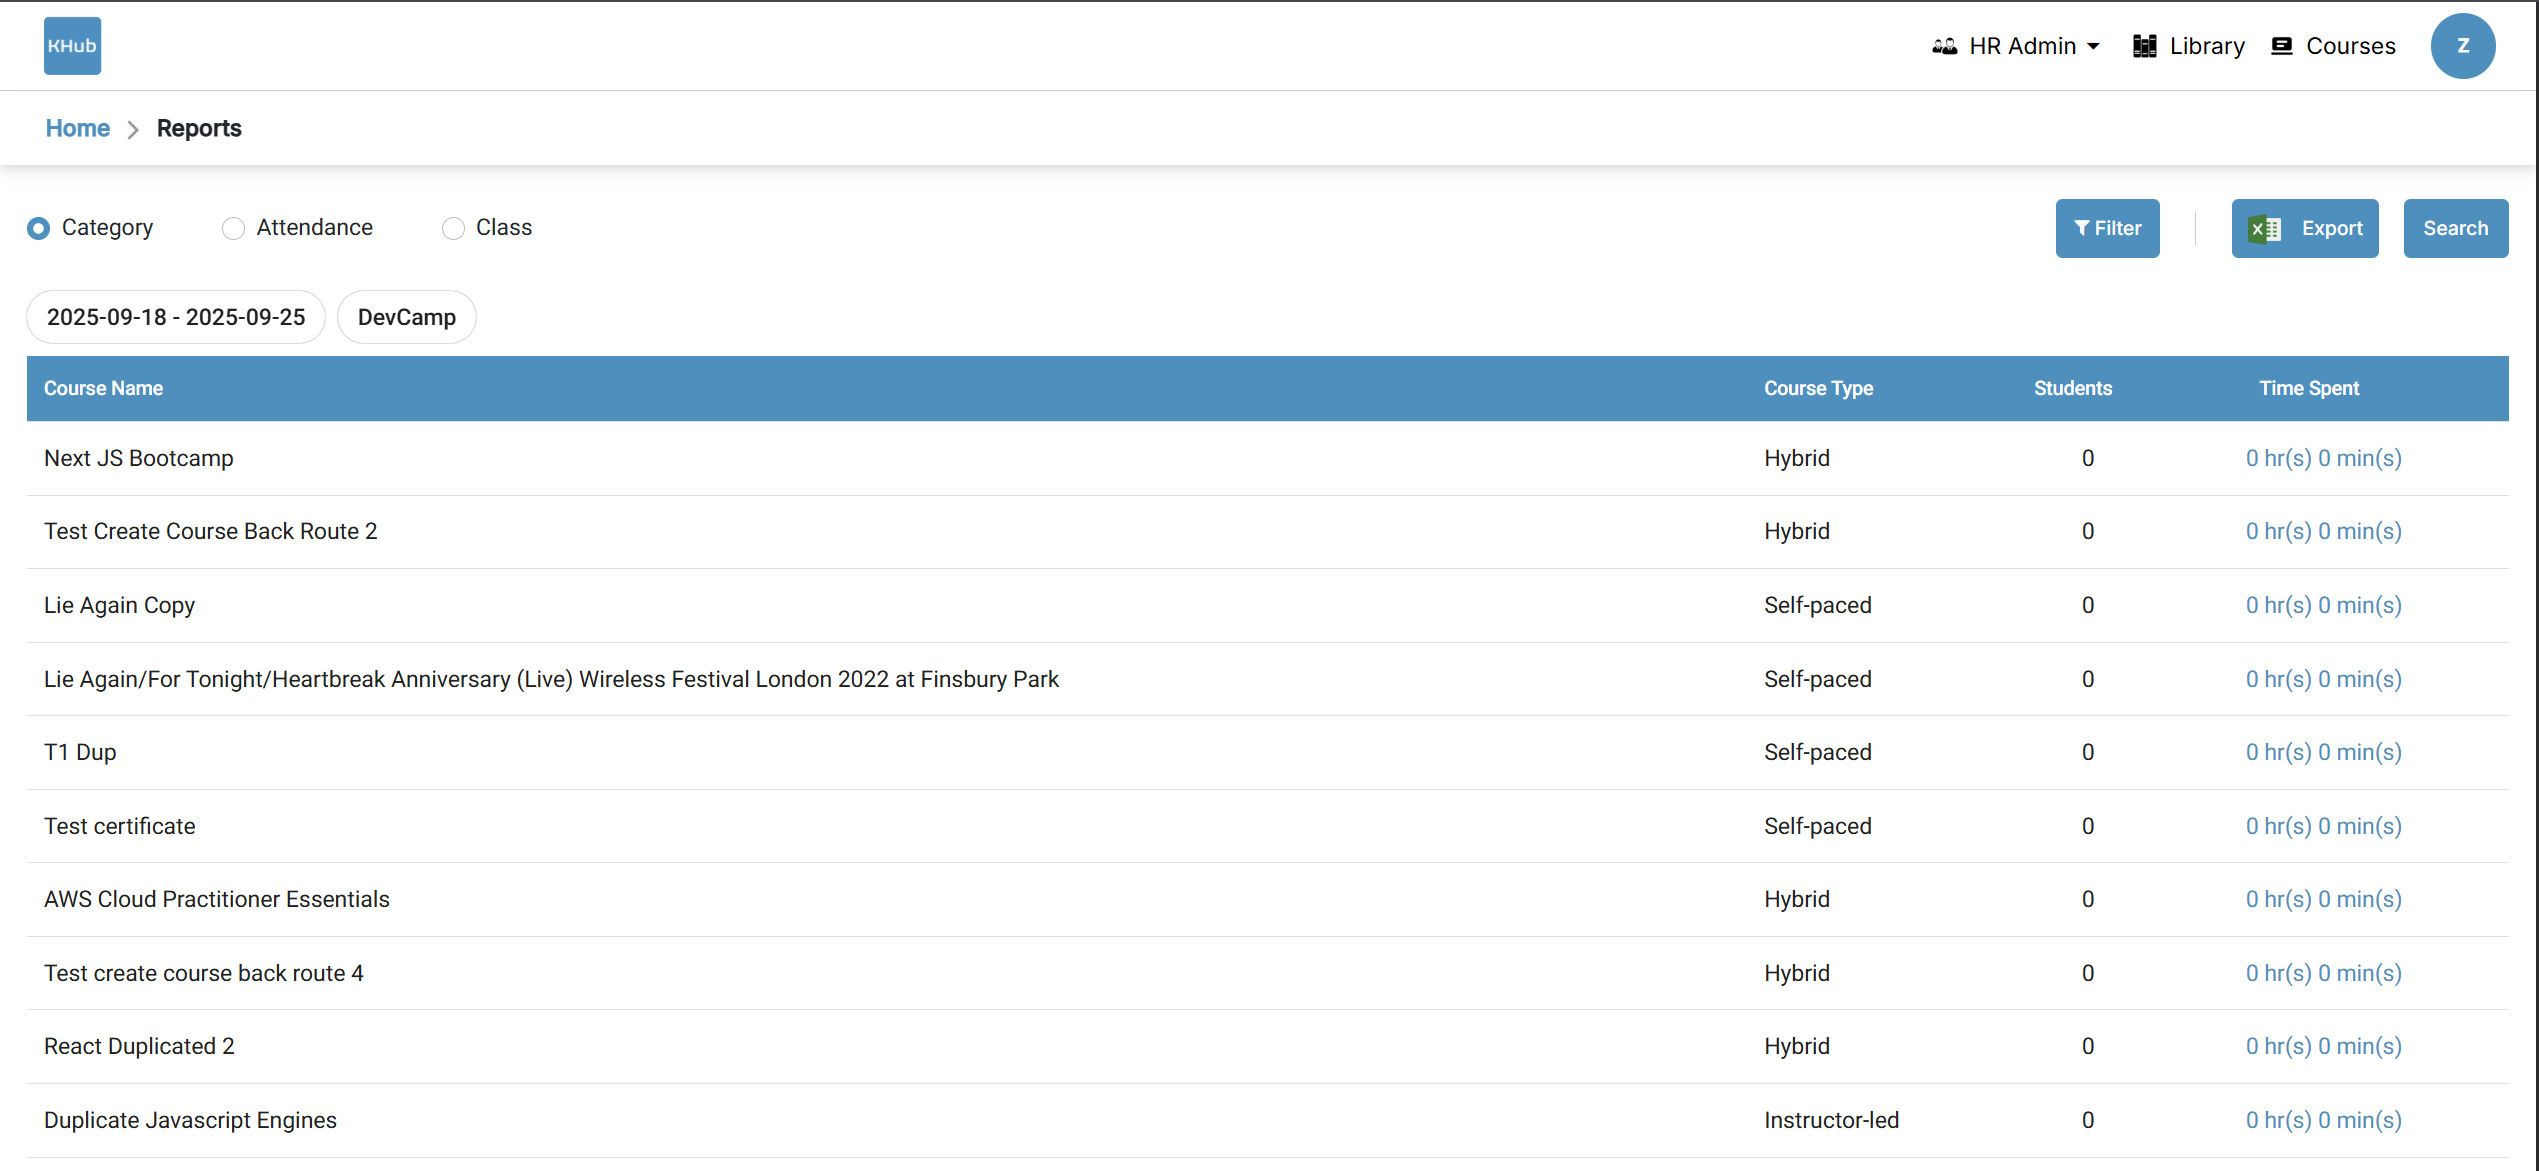 KHub
HR Admin Library Courses Z
Home > Reports
Category Attendance Class Filter Export Search
2025-09-18 - 2025-09-25 DevCamp
Course Name Course Type Students Time Spent
Next JS Bootcamp Hybrid 0 0 hr(s) 0 min(s)
Test Create Course Back Route 2 Hybrid 0 0 hr(s) 0 min(s)
Lie Again Copy Self-paced 0 0 hr(s) 0 min(s)
Lie Again/For Tonight/Heartbreak Anniversary (Live) Wireless Festival London 2022 at Finsbury Park Self-paced 0 0 hr(s) 0 min(s)
T1 Dup Self-paced 0 0 hr(s) 0 min(s)
Test certificate Self-paced 0 0 hr(s) 0 min(s)
AWS Cloud Practitioner Essentials Hybrid 0 0 hr(s) 0 min(s)
Test create course back route 4 Hybrid 0 0 hr(s) 0 min(s)
React Duplicated 2 Hybrid 0 0 hr(s) 0 min(s)
Duplicate Javascript Engines Instructor-led 0 0 hr(s) 0 min(s)